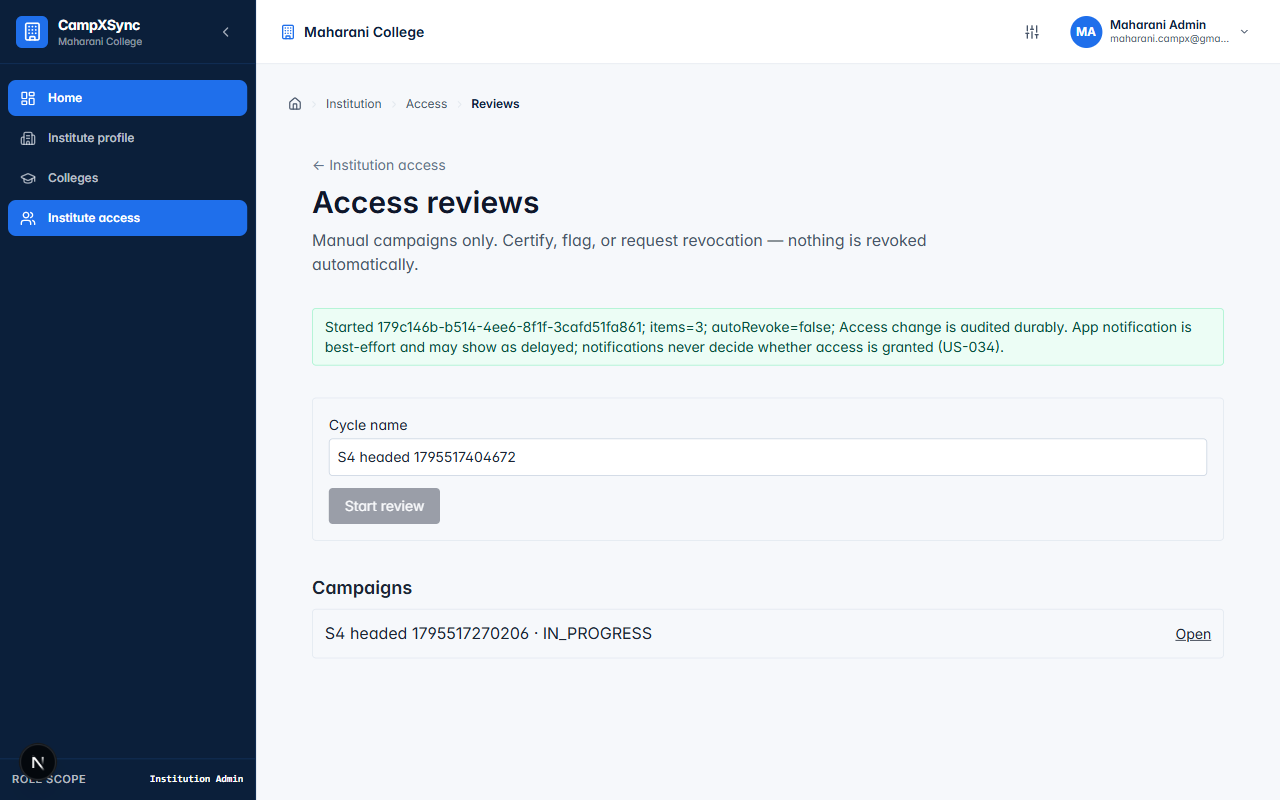 CampXSync
Maharani College
Home
Institute profile
Colleges
Institute access
N
ROLE SCOPE
Institution Admin
Maharani College
MA
Maharani Admin
maharani.campx@gma...
Institution
Access
Reviews
← Institution access
Access reviews
Manual campaigns only. Certify, flag, or request revocation — nothing is revoked
automatically.
Started 179c146b-b514-4ee6-8f1f-3cafd51fa861; items=3; autoRevoke=false; Access change is audited durably. App notification is
best-effort and may show as delayed; notifications never decide whether access is granted (US-034).
Cycle name
S4 headed 1795517404672
Start review
Campaigns
S4 headed 1795517270206 · IN_PROGRESS
Open